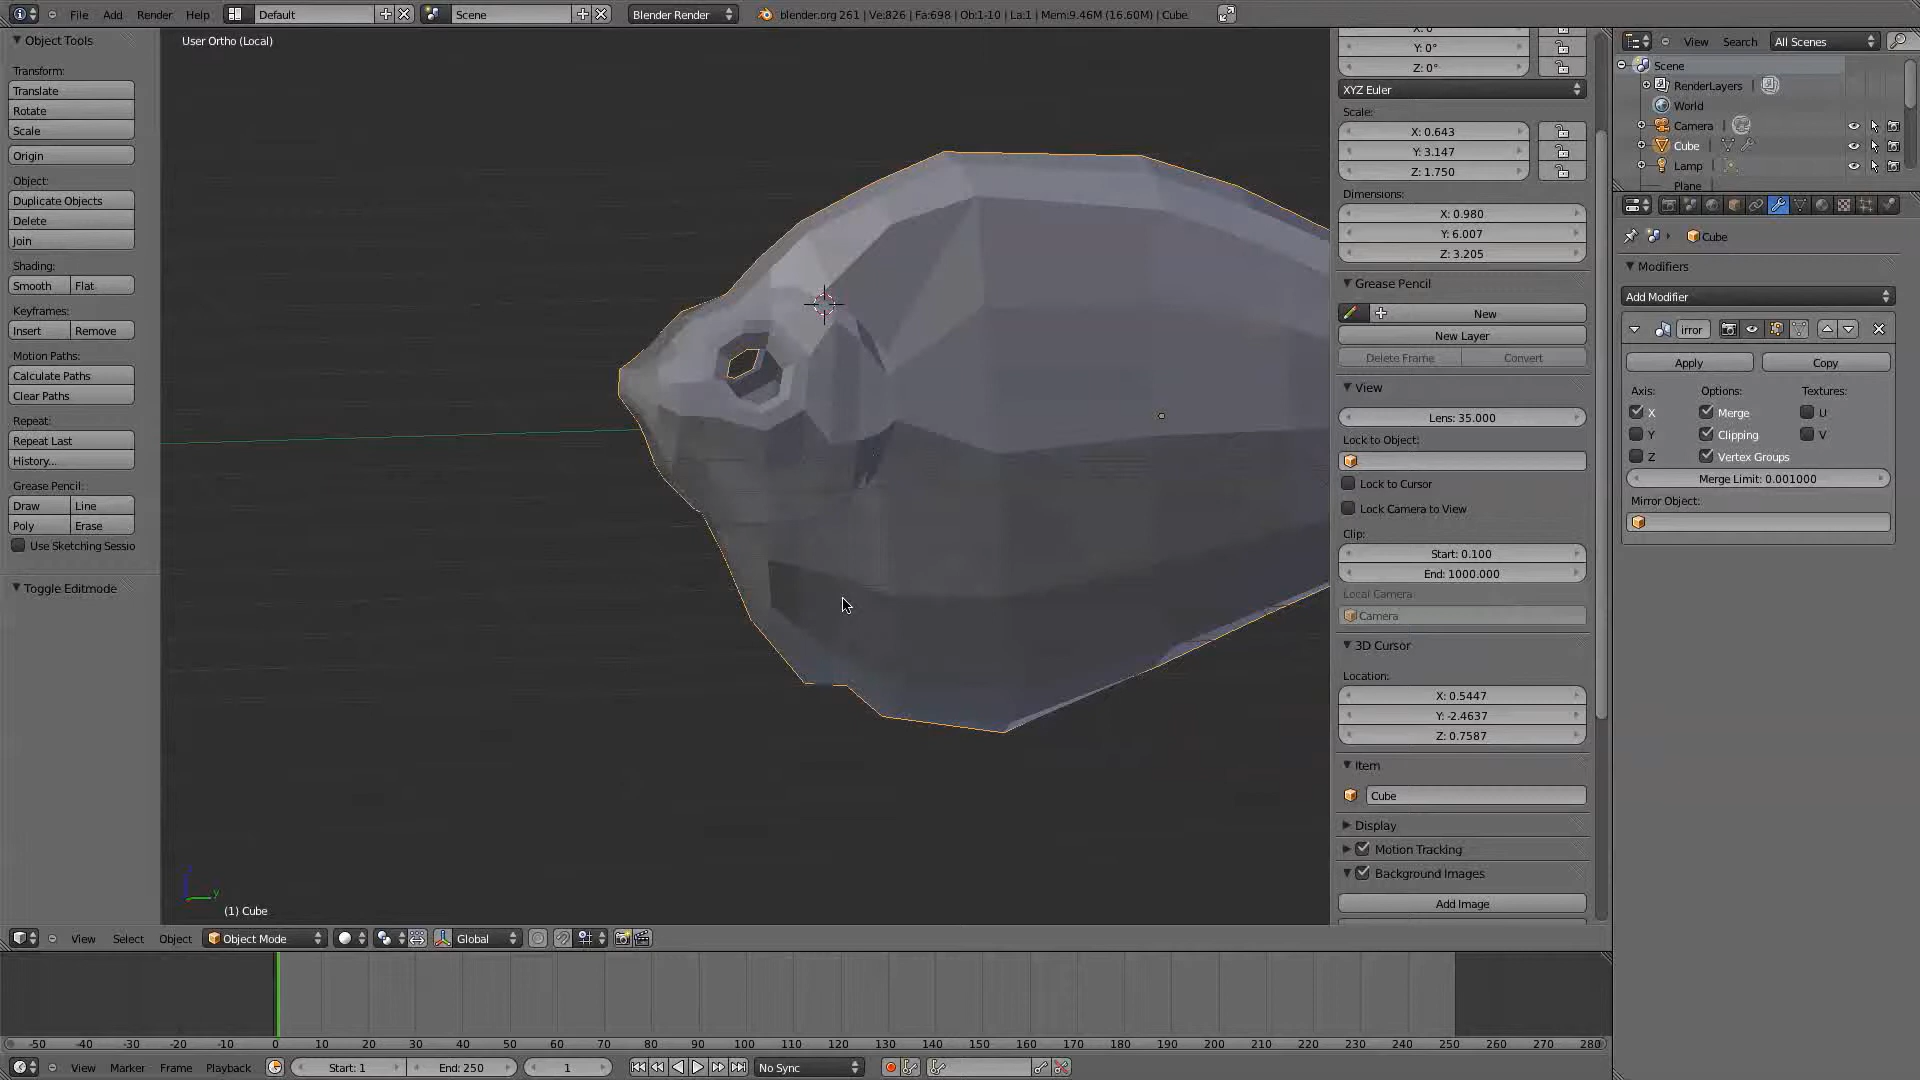 File Add Render Help Default Scene Blender Render blender.org 261 | Ve:826 | Fa:698 | Ob:1-10 | La:1 | Mem:9.46M (16.60M) | Cube
Object Tools
Transform:
Translate
Rotate
Scale
Origin
Object:
Duplicate Objects
Delete
Join
Shading:
Smooth Flat
Keyframes:
Insert Remove
Motion Paths:
Calculate Paths
Clear Paths
Repeat:
Repeat Last
History...
Grease Pencil:
Draw Line
Poly Erase
Use Sketching Sessio
Toggle Editmode
User Ortho (Local)
y
(1) Cube
X: 0°
Y: 0°
Z: 0°
XYZ Euler
Scale:
X: 0.643
Y: 3.147
Z: 1.750
Dimensions:
X: 0.980
Y: 6.007
Z: 3.205
Grease Pencil
New
New Layer
Delete Frame Convert
View
Lens: 35.000
Lock to Object:
Lock to Cursor
Lock Camera to View
Clip:
Start: 0.100
End: 1000.000
Local Camera
Camera
3D Cursor
Location:
X: 0.5447
Y: -2.4637
Z: 0.7587
Item
Cube
Display
Motion Tracking
Background Images
Add Image
View Search All Scenes
Scene
RenderLayers
World
Camera
Cube
Lamp
Plane
Cube
Modifiers
Add Modifier
irror
Apply Copy
Axis: Options: Textures:
X Merge U
Y Clipping V
Z Vertex Groups
Merge Limit: 0.001000
Mirror Object:
View Select Object Object Mode Global
-50 -40 -30 -20 -10 0 10 20 30 40 50 60 70 80 90 100 110 120 130 140 150 160 170 180 190 200 210 220 230 240 250 260 270 280
View Marker Frame Playback Start: 1 End: 250 1 No Sync